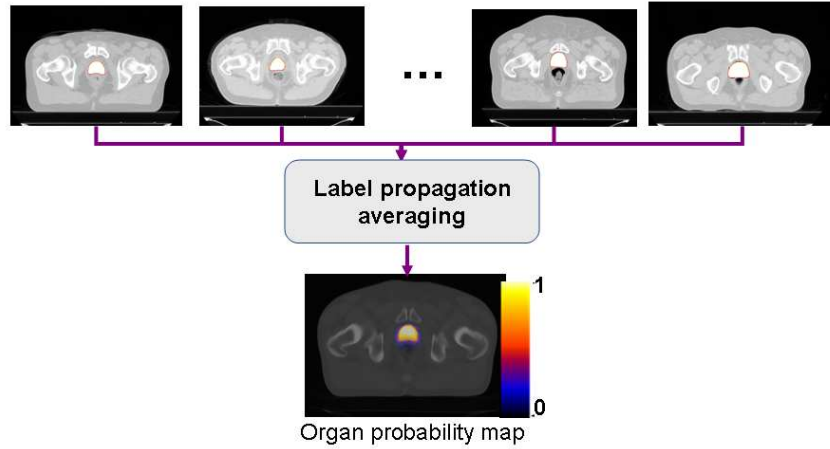 ...
Label propagation
averaging
1
0
Organ probability map